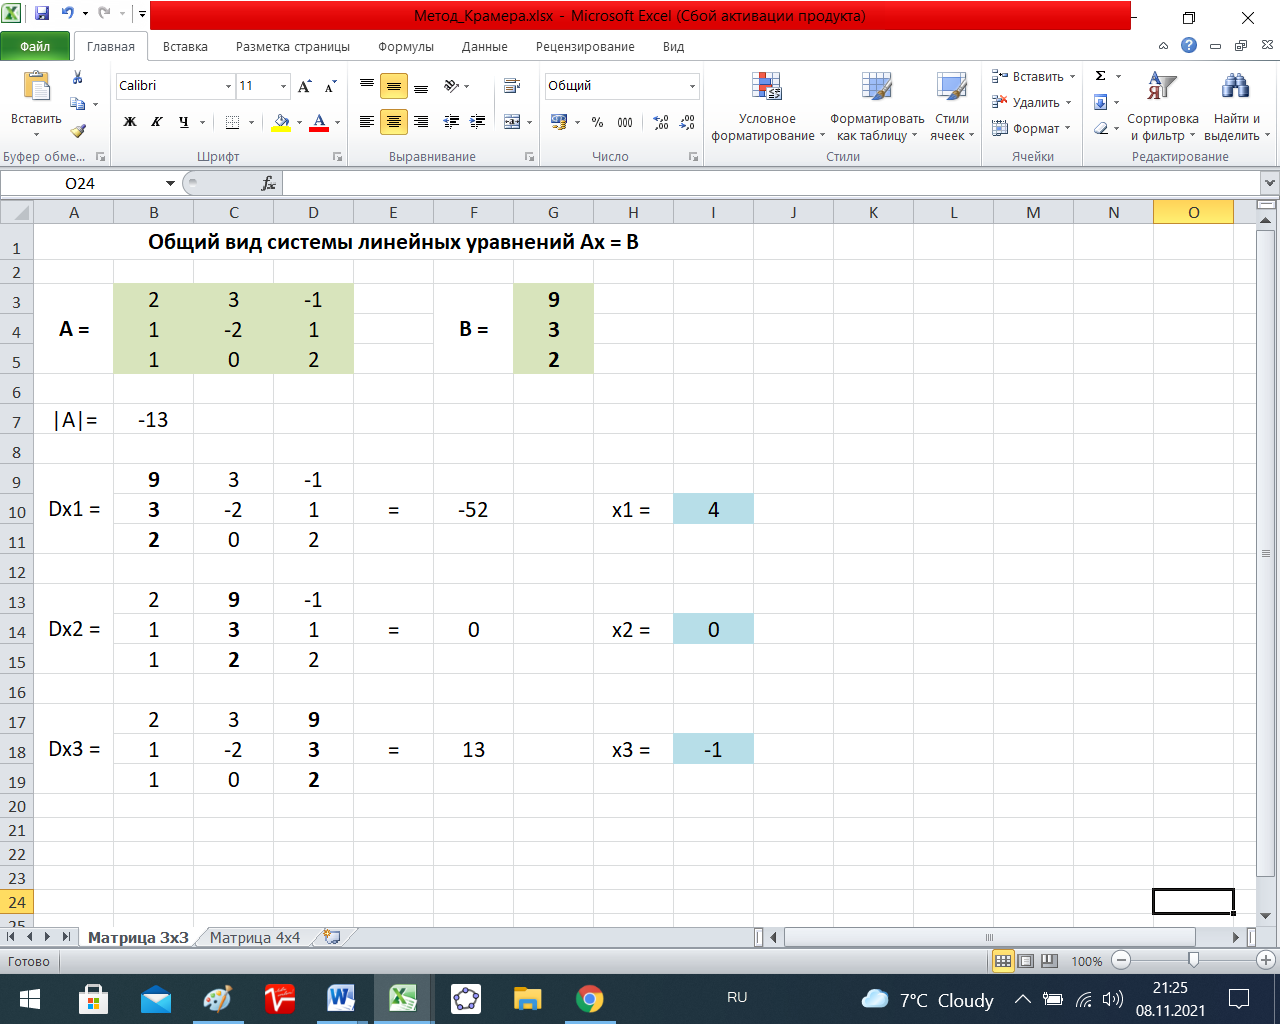 Метод_Крамера.xlsx - Microsoft Excel (Сбой активации продукта)
Файл Главная Вставка Разметка страницы Формулы Данные Рецензирование Вид
Calibri 11 Общий Вставить
Вставить Условное форматирование Форматировать как таблицу Стили ячеек Удалить Сортировка и фильтр Найти и выделить
Ж К Ч А % 000 Формат
Буфер обме... Шрифт Выравнивание Число Стили Ячейки Редактирование
O24 fx
A B C D E F G H I J K L M N O
1 Общий вид системы линейных уравнений Ax = B
2
3 2 3 -1 9
4 A = 1 -2 1 B = 3
5 1 0 2 2
6
7 |A|= -13
8
9 9 3 -1
10 Dx1 = 3 -2 1 = -52 x1 = 4
11 2 0 2
12
13 2 9 -1
14 Dx2 = 1 3 1 = 0 x2 = 0
15 1 2 2
16
17 2 3 9
18 Dx3 = 1 -2 3 = 13 x3 = -1
19 1 0 2
20
21
22
23
24
25
Матрица 3x3 Матрица 4x4
Готово 100%
RU 7°C Cloudy 21:25
08.11.2021